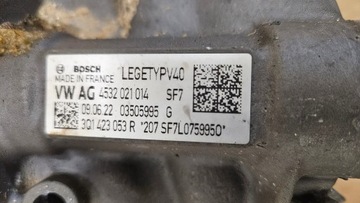 BOSCH LEGETYPV40
MADE IN FRANCE
VW AG 4532 021 014 SF7
09.06.22 03505995 G
3Q1 423 053 R *207 SF7L0759950*